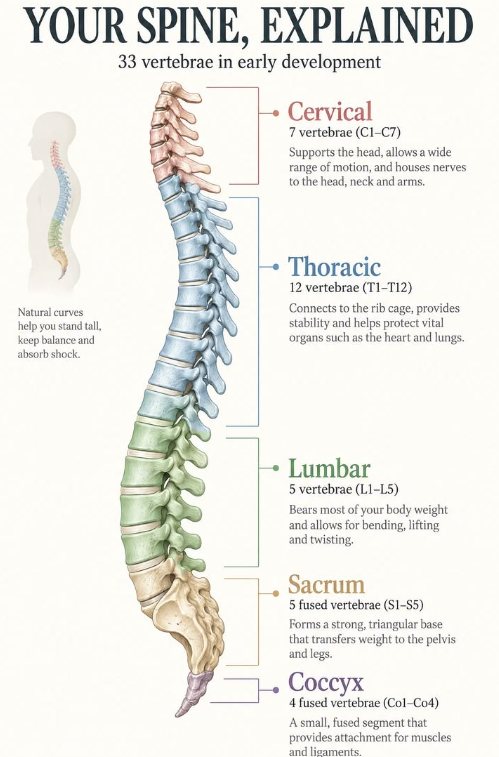 YOUR SPINE, EXPLAINED
33 vertebrae in early development
Cervical
7 vertebrae (C1–C7)
Supports the head, allows a wide
range of motion, and houses nerves
to the head, neck and arms.
Thoracic
12 vertebrae (T1–T12)
Connects to the rib cage, provides
stability and helps protect vital
organs such as the heart and lungs.
Natural curves
help you stand tall,
keep balance and
absorb shock.
Lumbar
5 vertebrae (L1–L5)
Bears most of your body weight
and allows for bending, lifting
and twisting.
Sacrum
5 fused vertebrae (S1–S5)
Forms a strong, triangular base
that transfers weight to the pelvis
and legs.
Coccyx
4 fused vertebrae (Co1–Co4)
A small, fused segment that
provides attachment for muscles
and ligaments.